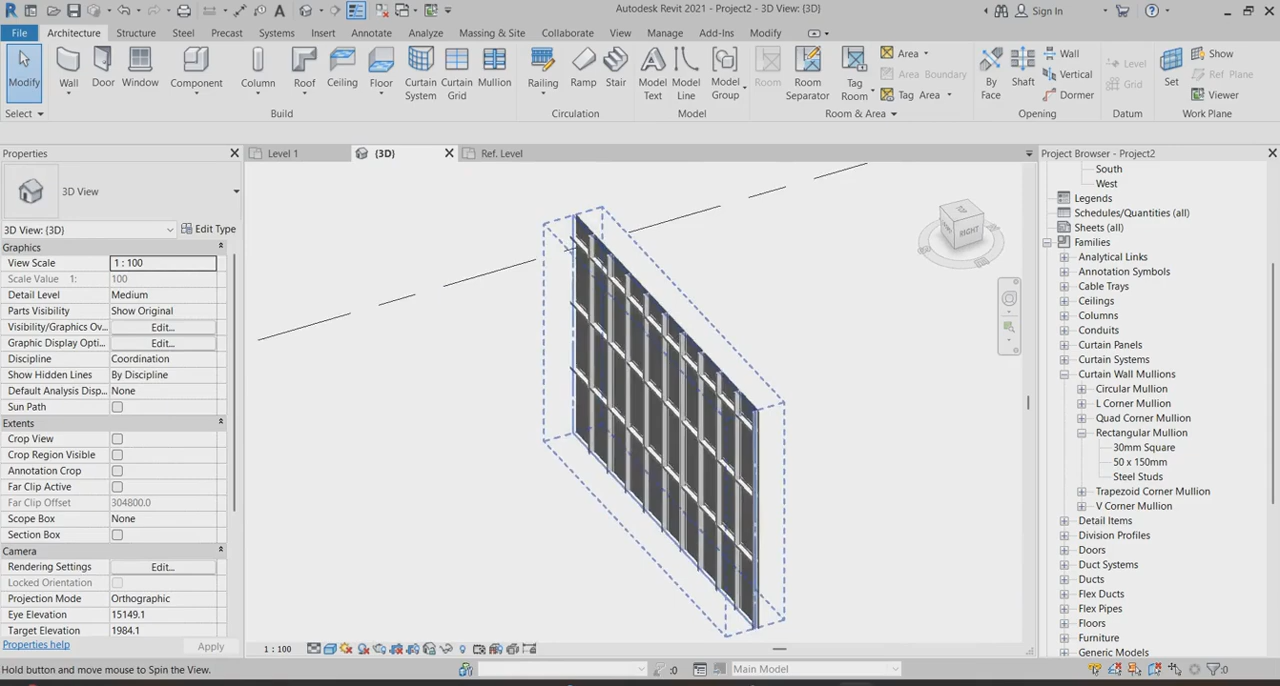 Autodesk Revit 2021 - Project2 - 3D View: {3D}
Sign In
File Architecture Structure Steel Precast Systems Insert Annotate Analyze Massing & Site Collaborate View Manage Add-Ins Modify
Modify
Wall
Door
Window
Component
Column
Roof
Ceiling
Floor
Curtain
System
Curtain
Grid
Mullion
Railing
Ramp
Stair
Model
Text
Model
Line
Model
Group
Room
Room
Separator
Tag
Room
Area
Area Boundary
Tag Area
By
Face
Shaft
Wall
Vertical
Dormer
Level
Grid
Set
Show
Ref Plane
Viewer
Select
Build
Circulation
Model
Room & Area
Opening
Datum
Work Plane
Properties
3D View
3D View: {3D}
Edit Type
Graphics
View Scale 1 : 100
Scale Value 1: 100
Detail Level Medium
Parts Visibility Show Original
Visibility/Graphics Ov... Edit...
Graphic Display Opti... Edit...
Discipline Coordination
Show Hidden Lines By Discipline
Default Analysis Disp... None
Sun Path
Extents
Crop View
Crop Region Visible
Annotation Crop
Far Clip Active
Far Clip Offset 304800.0
Scope Box None
Section Box
Camera
Rendering Settings Edit...
Locked Orientation
Projection Mode Orthographic
Eye Elevation 15149.1
Target Elevation 1984.1
Properties help
Apply
Level 1
{3D}
Ref. Level
RIGHT
1 : 100
Project Browser - Project2
South
West
Legends
Schedules/Quantities (all)
Sheets (all)
Families
Analytical Links
Annotation Symbols
Cable Trays
Ceilings
Columns
Conduits
Curtain Panels
Curtain Systems
Curtain Wall Mullions
Circular Mullion
L Corner Mullion
Quad Corner Mullion
Rectangular Mullion
30mm Square
50 x 150mm
Steel Studs
Trapezoid Corner Mullion
V Corner Mullion
Detail Items
Division Profiles
Doors
Duct Systems
Ducts
Flex Ducts
Flex Pipes
Floors
Furniture
Generic Models
Hold button and move mouse to Spin the View.
:0
Main Model
:0